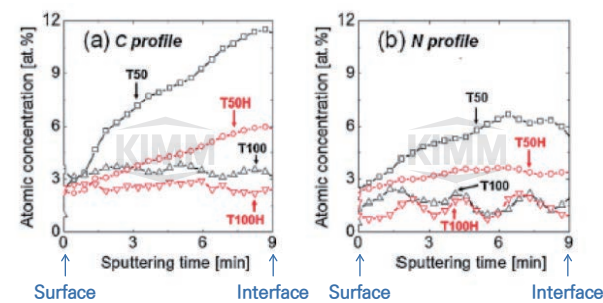 (a) C profile
Atomic concentration [at.%]
12
9
6
3
0
T50
T50H
T100
T100H
KIMM
0 3 6 9
Sputtering time [min]
Surface Interface
(b) N profile
Atomic concentration [at.%]
12
9
6
3
0
T50
T50H
T100
T100H
KIMM
0 3 6 9
Sputtering time [min]
Surface Interface